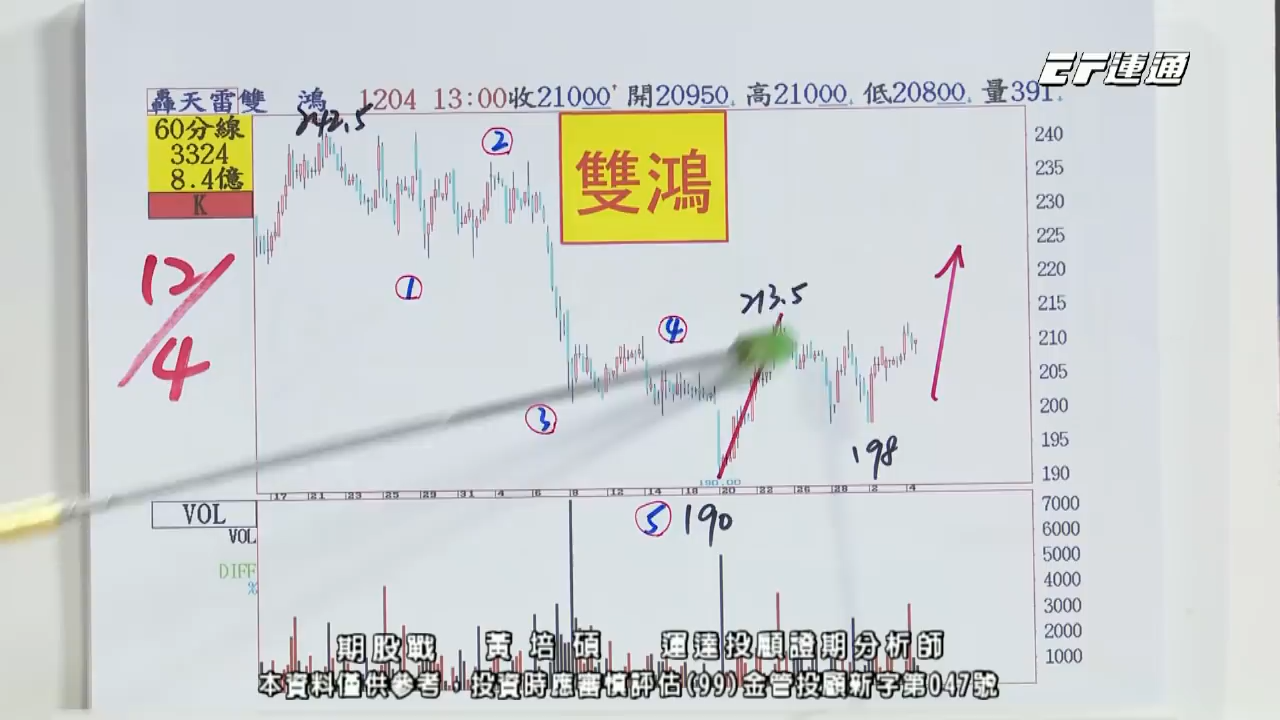 EF運通
轟天雷雙 鴻 1204 13:00收21000 開20950 高21000 低20800 量391
60分線
3324
8.4億
K
12/4
242.5
②
雙鴻
①
213.5
④
③
198
190.00
⑤ 190
240
235
230
225
220
215
210
205
200
195
190
17 21 23 25 29 31 4 6 8 12 14 18 20 22 26 28 2 4
VOL
VOL
DIFF
%
7000
6000
5000
4000
3000
2000
1000
期股戰 黃培碩 運達投顧證期分析師
本資料僅供參考,投資時應審慎評估(99)金管投顧新字第047號